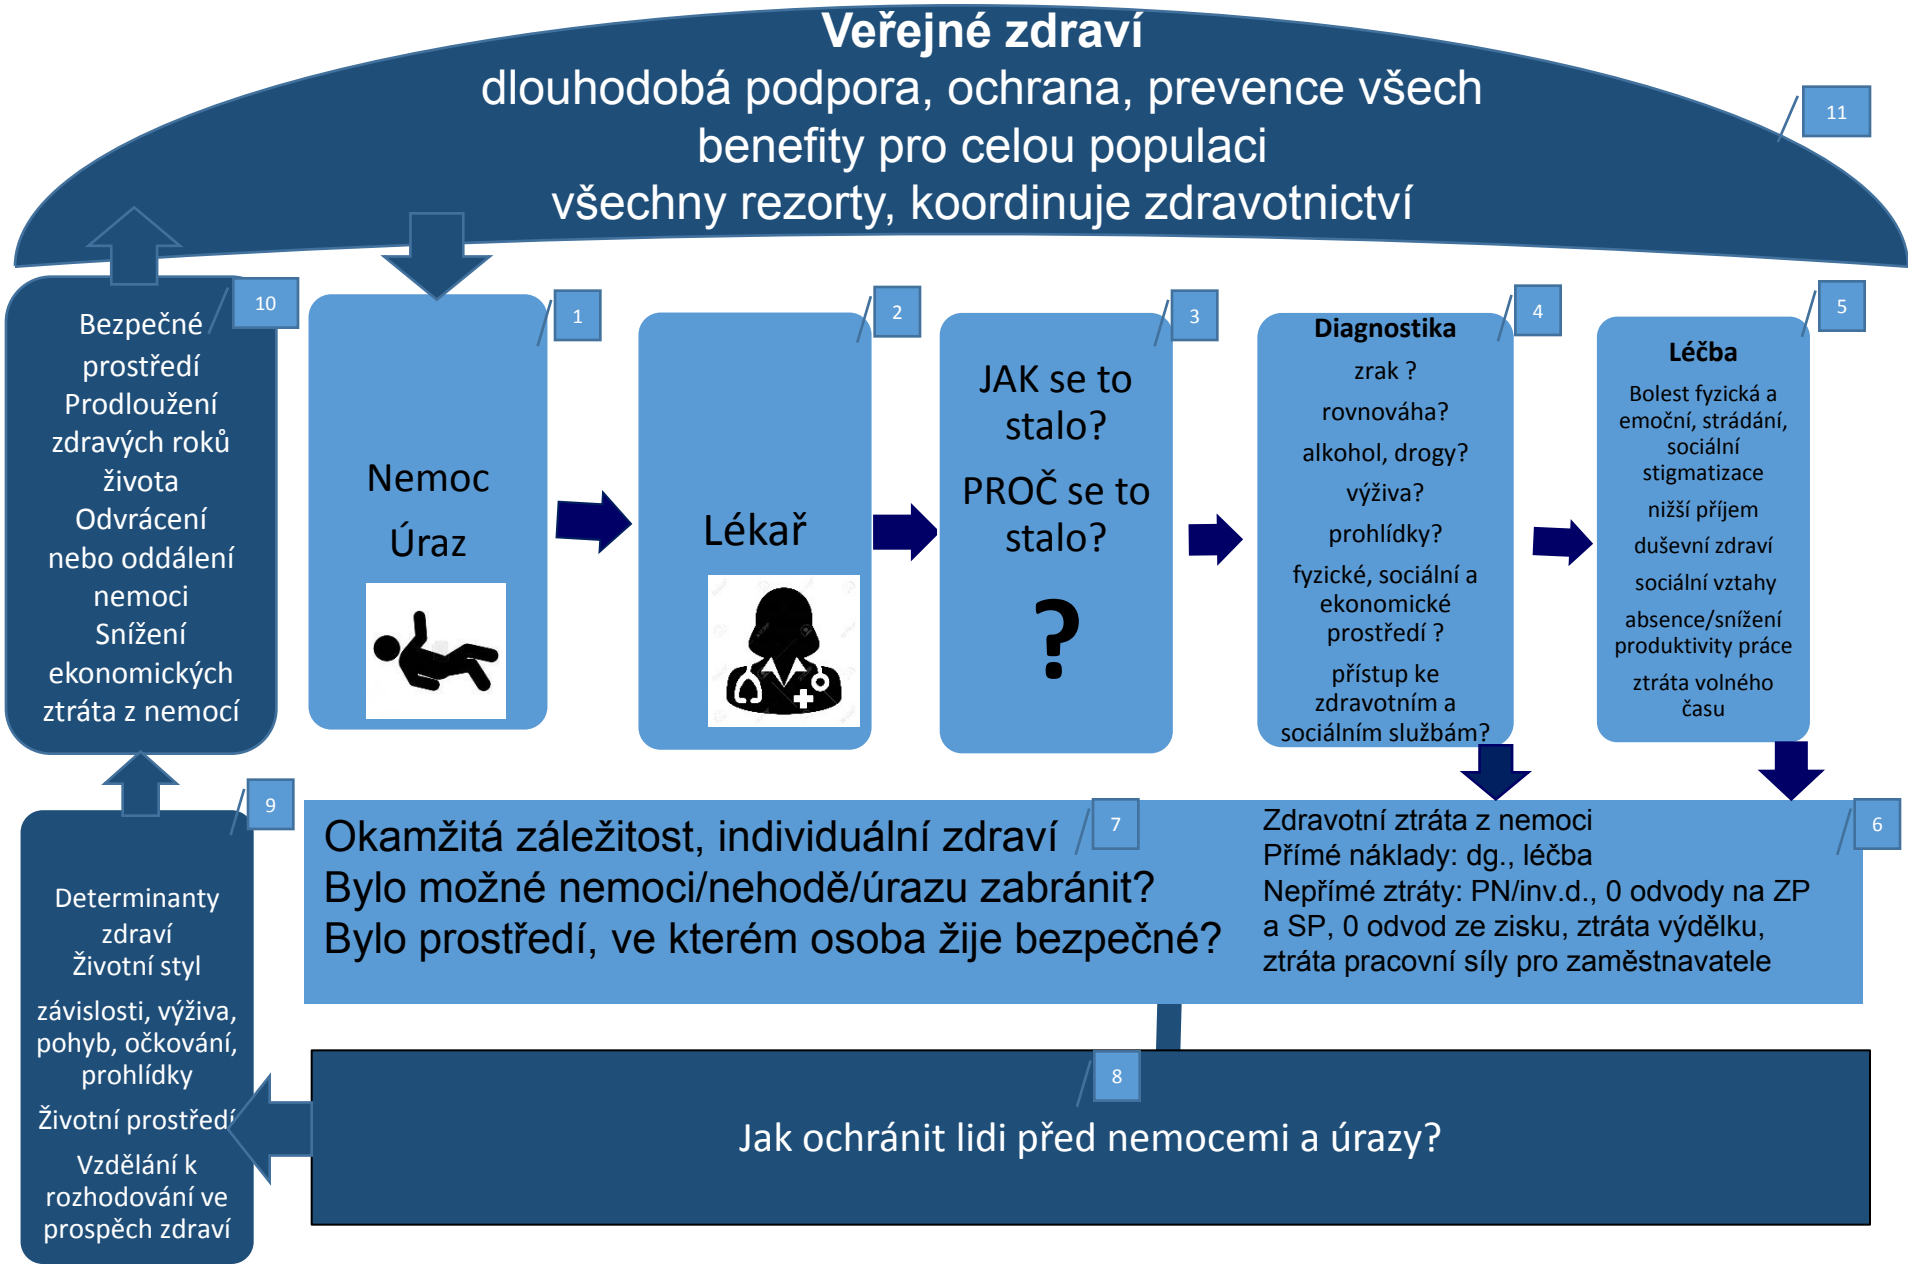 Veřejné zdraví
dlouhodobá podpora, ochrana, prevence všech
benefity pro celou populaci
všechny rezorty, koordinuje zdravotnictví
11
10
Bezpečné
prostředí
Prodloužení
zdravých roků
života
Odvrácení
nebo oddálení
nemoci
Snížení
ekonomických
ztráta z nemocí
1
Nemoc
Úraz
2
Lékař
3
JAK se to
stalo?
PROČ se to
stalo?
?
4
Diagnostika
zrak ?
rovnováha?
alkohol, drogy?
výživa?
prohlídky?
fyzické, sociální a
ekonomické
prostředí ?
přístup ke
zdravotním a
sociálním službám?
5
Léčba
Bolest fyzická a
emoční, strádání,
sociální
stigmatizace
nižší příjem
duševní zdraví
sociální vztahy
absence/snížení
produktivity práce
ztráta volného
času
9
Determinanty
zdraví
Životní styl
závislosti, výživa,
pohyb, očkování,
prohlídky
Životní prostředí
Vzdělání k
rozhodování ve
prospěch zdraví
7
Okamžitá záležitost, individuální zdraví
Bylo možné nemoci/nehodě/úrazu zabránit?
Bylo prostředí, ve kterém osoba žije bezpečné?
6
Zdravotní ztráta z nemoci
Přímé náklady: dg., léčba
Nepřímé ztráty: PN/inv.d., 0 odvody na ZP
a SP, 0 odvod ze zisku, ztráta výdělku,
ztráta pracovní síly pro zaměstnavatele
8
Jak ochránit lidi před nemocemi a úrazy?